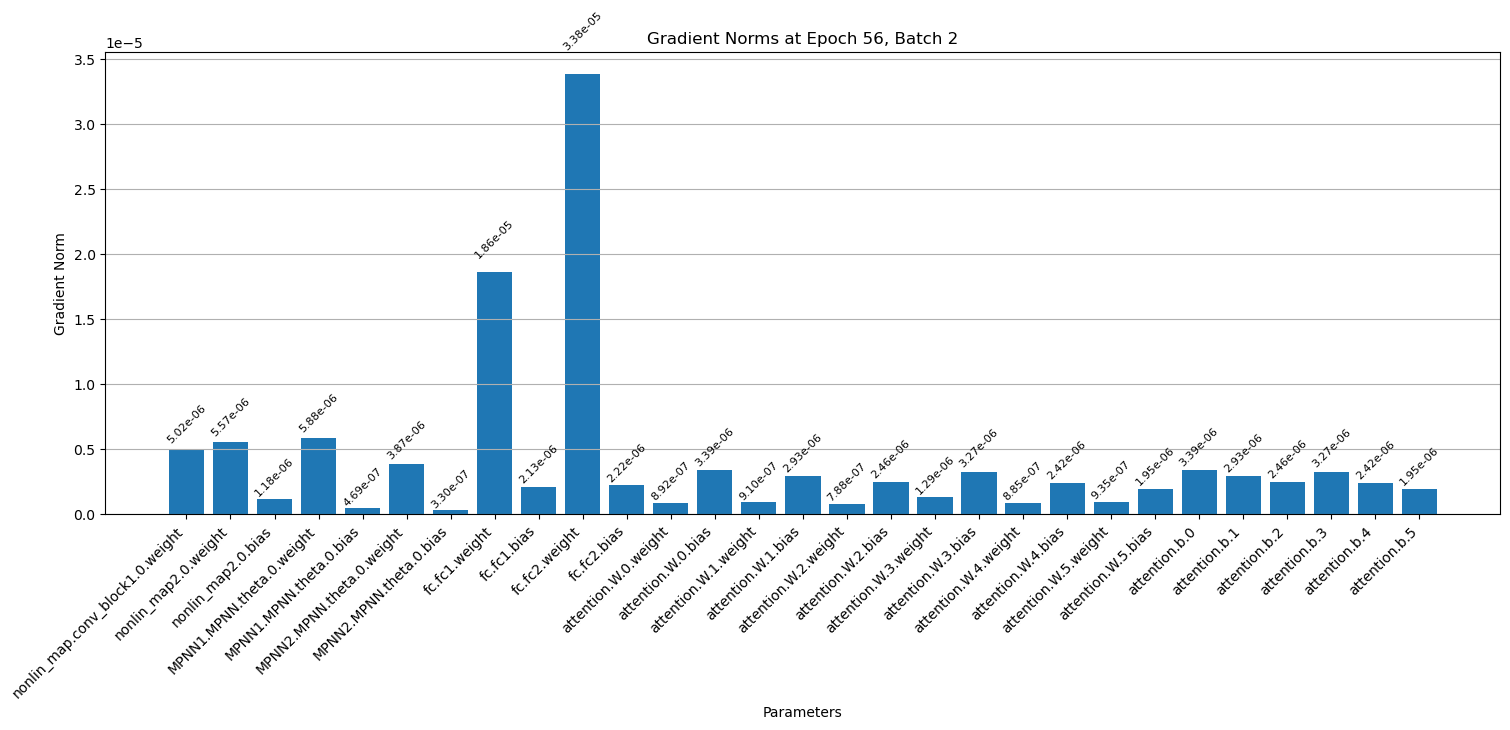 Gradient Norms at Epoch 56, Batch 2
1e−5
Gradient Norm
3.5
3.0
2.5
2.0
1.5
1.0
0.5
0.0
5.02e-06
5.57e-06
1.18e-06
5.88e-06
4.69e-07
3.87e-06
3.30e-07
1.86e-05
2.13e-06
3.38e-05
2.22e-06
8.92e-07
3.39e-06
9.10e-07
2.93e-06
7.88e-07
2.46e-06
1.29e-06
3.27e-06
8.85e-07
2.42e-06
9.35e-07
1.95e-06
3.39e-06
2.93e-06
2.46e-06
3.27e-06
2.42e-06
1.95e-06
nonlin_map.conv_block1.0.weight
nonlin_map2.0.weight
nonlin_map2.0.bias
MPNN1.MPNN.theta.0.weight
MPNN1.MPNN.theta.0.bias
MPNN2.MPNN.theta.0.weight
MPNN2.MPNN.theta.0.bias
fc.fc1.weight
fc.fc1.bias
fc.fc2.weight
fc.fc2.bias
attention.W.0.weight
attention.W.0.bias
attention.W.1.weight
attention.W.1.bias
attention.W.2.weight
attention.W.2.bias
attention.W.3.weight
attention.W.3.bias
attention.W.4.weight
attention.W.4.bias
attention.W.5.weight
attention.W.5.bias
attention.b.0
attention.b.1
attention.b.2
attention.b.3
attention.b.4
attention.b.5
Parameters